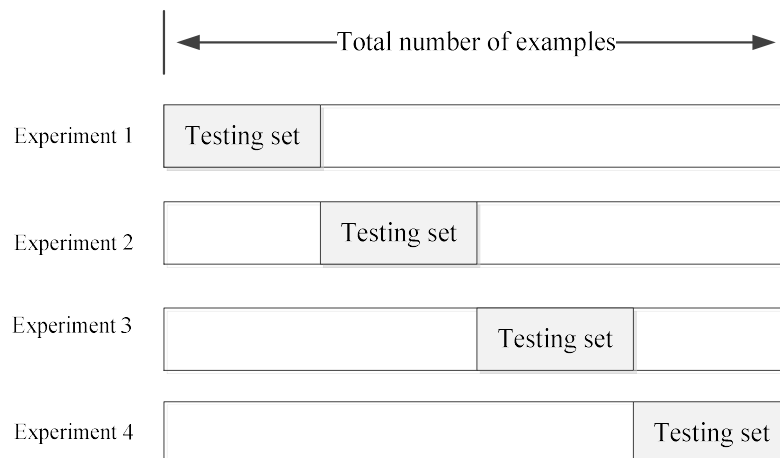 Total number of examples
Experiment 1
Testing set
Experiment 2
Testing set
Experiment 3
Testing set
Experiment 4
Testing set